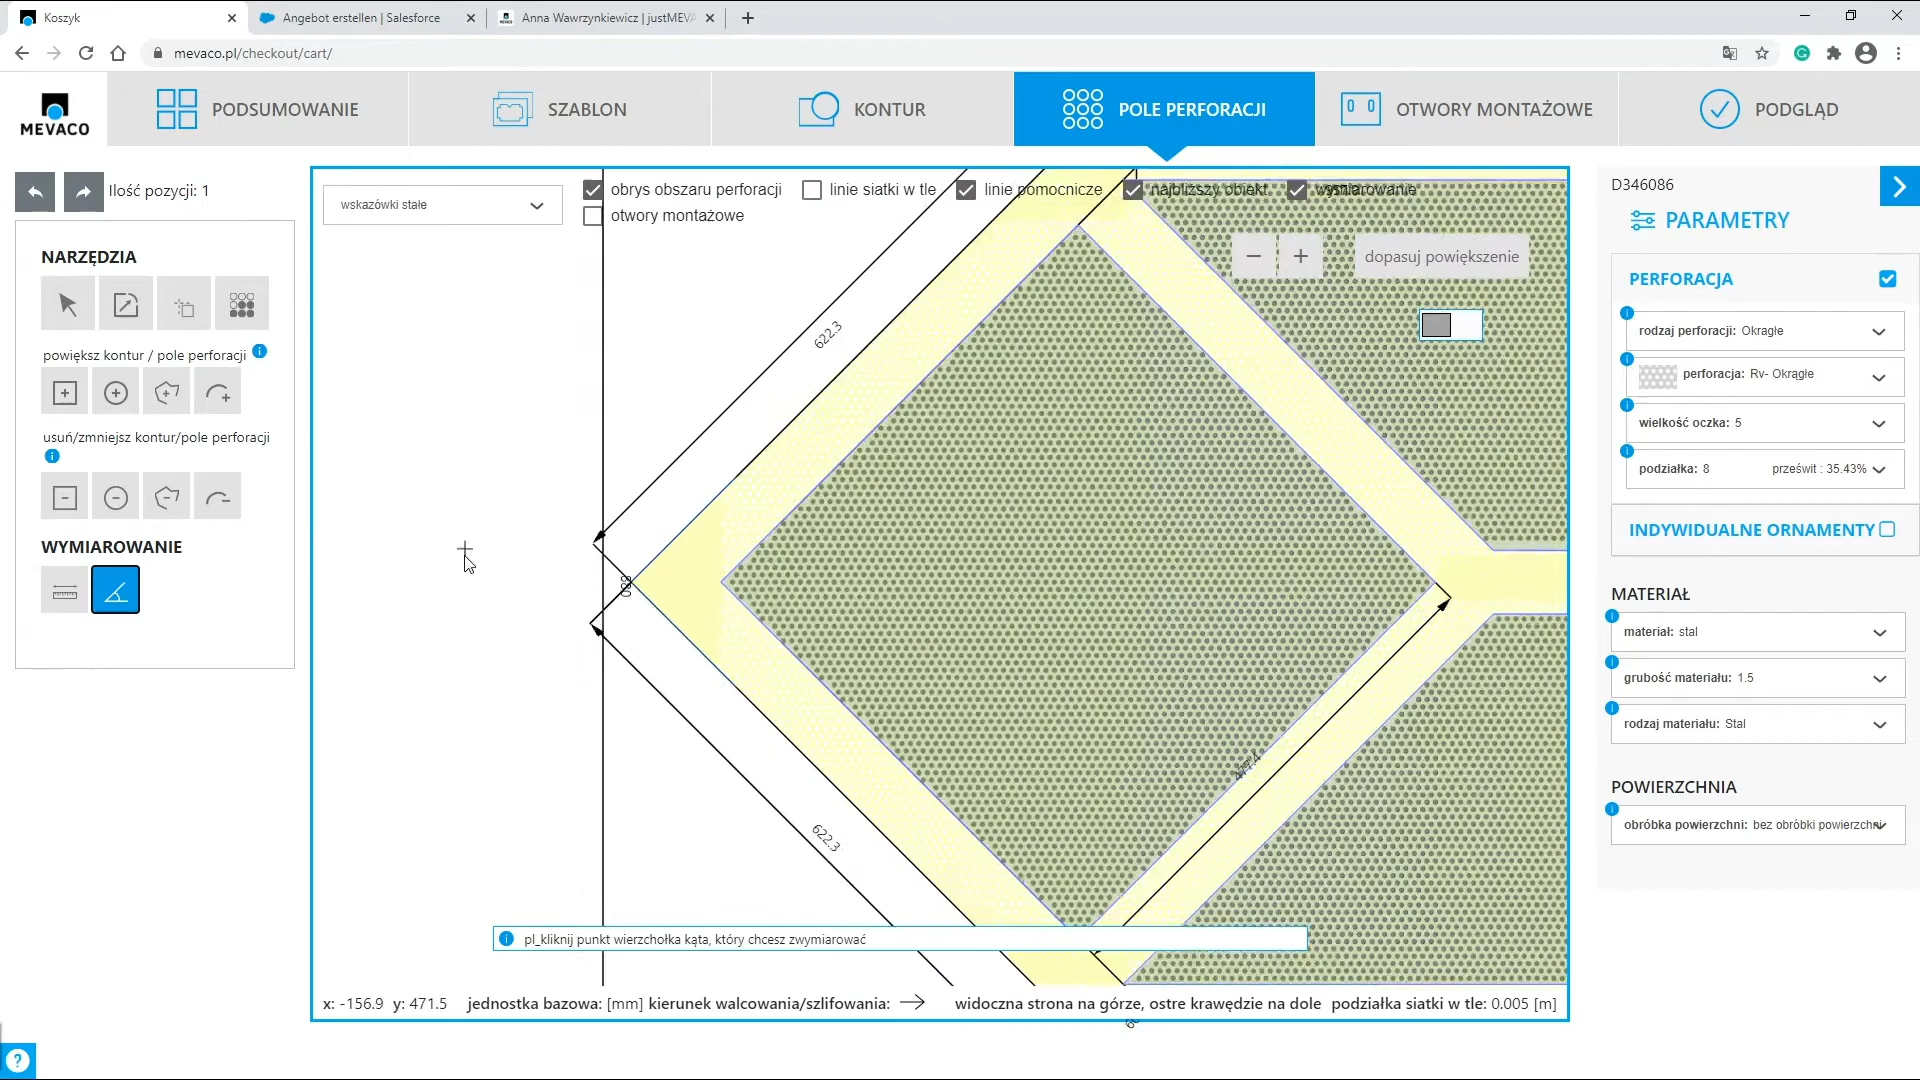 Koszyk
Angebot erstellen | Salesforce
Anna Wawrzynkiewicz | justMEVA
mevaco.pl/checkout/cart/
MEVACO
PODSUMOWANIE
SZABLON
KONTUR
POLE PERFORACJI
OTWORY MONTAŻOWE
PODGLĄD
Ilość pozycji: 1
NARZĘDZIA
powiększ kontur / pole perforacji
usuń/zmniejsz kontur/pole perforacji
WYMIAROWANIE
wskazówki stałe
obrys obszaru perforacji
linie siatki w tle
linie pomocnicze
najbliższy obiekt
wymiarowanie
otwory montażowe
dopasuj powiększenie
622.3
880
477.4
622.3
pl_kliknij punkt wierzchołka kąta, który chcesz zwymiarować
x: -156.9 y: 471.5 jednostka bazowa: [mm] kierunek walcowania/szlifowania:
widoczna strona na górze, ostre krawędzie na dole podziałka siatki w tle: 0.005 [m]
D346086
PARAMETRY
PERFORACJA
rodzaj perforacji: Okrągłe
perforacja: Rv- Okrągłe
wielkość oczka: 5
podziałka: 8 prześwit : 35.43%
INDYWIDUALNE ORNAMENTY
MATERIAŁ
materiał: stal
grubość materiału: 1.5
rodzaj materiału: Stal
POWIERZCHNIA
obróbka powierzchni: bez obróbki powierzchni